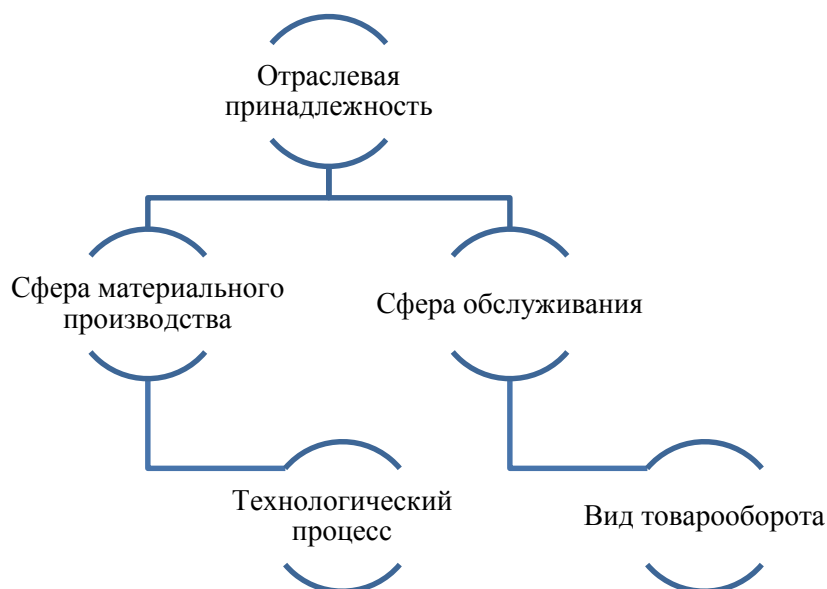 Отраслевая
принадлежность
Сфера материального
производства
Сфера обслуживания
Технологический
процесс
Вид товарооборота